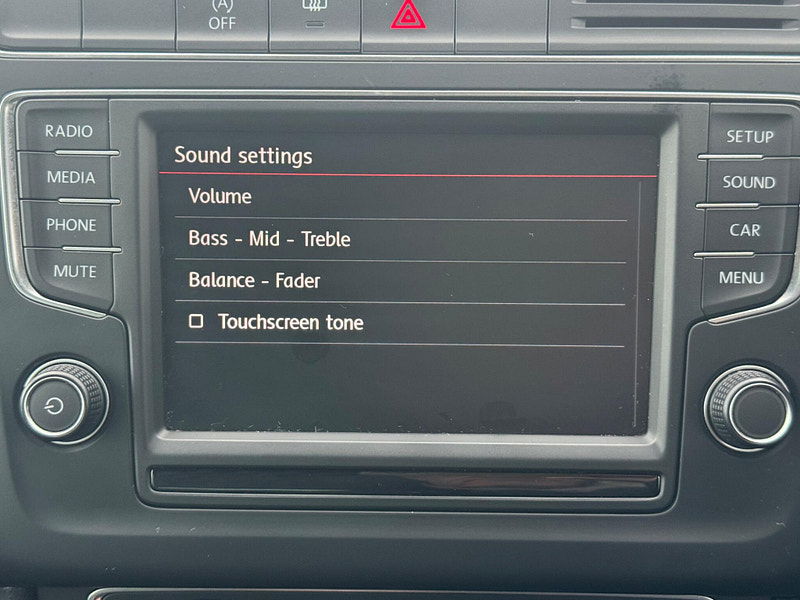 OFF
RADIO
MEDIA
PHONE
MUTE
Sound settings
Volume
Bass - Mid - Treble
Balance - Fader
Touchscreen tone
SETUP
SOUND
CAR
MENU